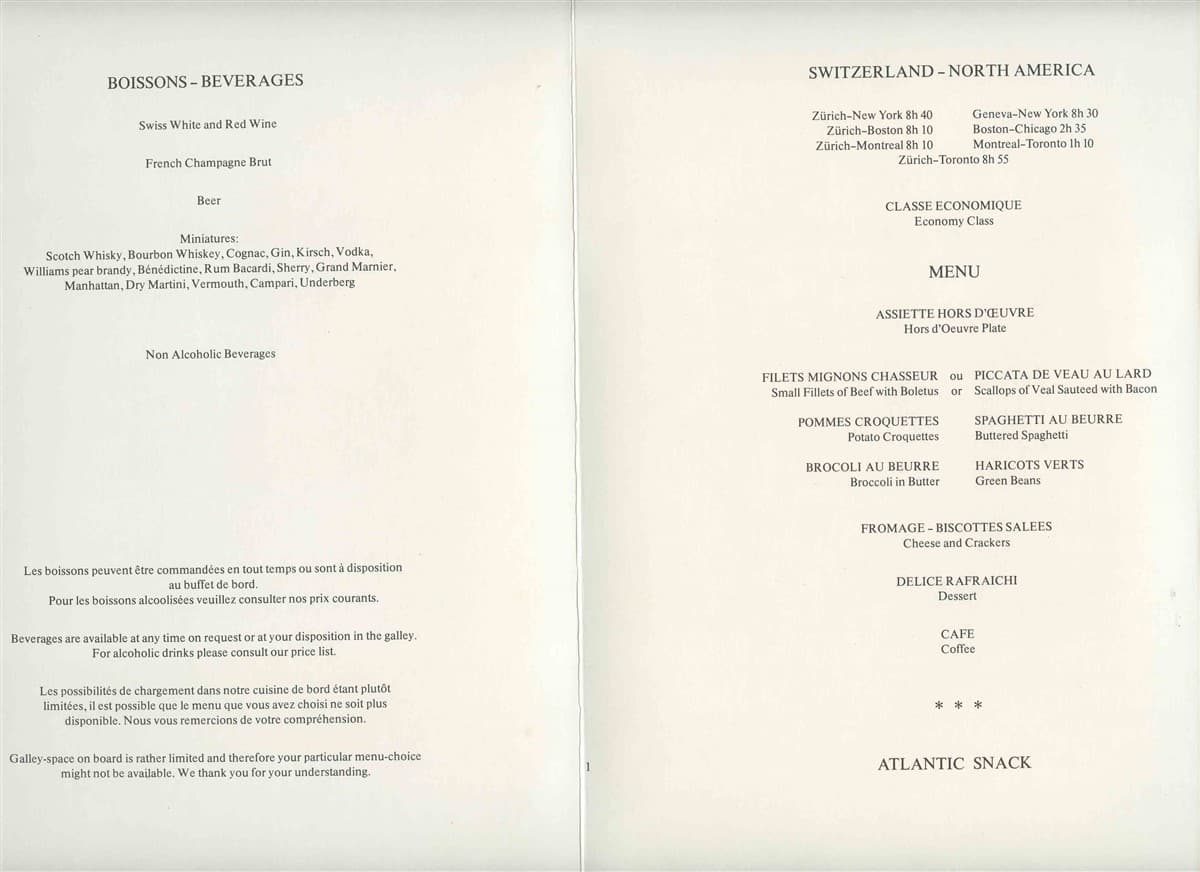 BOISSONS – BEVERAGES
Swiss White and Red Wine
French Champagne Brut
Beer
Miniatures:
Scotch Whisky, Bourbon Whiskey, Cognac, Gin, Kirsch, Vodka,
Williams pear brandy, Bénédictine, Rum Bacardi, Sherry, Grand Marnier,
Manhattan, Dry Martini, Vermouth, Campari, Underberg
Non Alcoholic Beverages
Les boissons peuvent être commandées en tout temps ou sont à disposition
au buffet de bord.
Pour les boissons alcoolisées veuillez consulter nos prix courants.
Beverages are available at any time on request or at your disposition in the galley.
For alcoholic drinks please consult our price list.
Les possibilités de chargement dans notre cuisine de bord étant plutôt
limitées, il est possible que le menu que vous avez choisi ne soit plus
disponible. Nous vous remercions de votre compréhension.
Galley-space on board is rather limited and therefore your particular menu-choice
might not be available. We thank you for your understanding.
1
SWITZERLAND – NORTH AMERICA
Zürich–New York 8h 40 Geneva–New York 8h 30
Zürich–Boston 8h 10 Boston–Chicago 2h 35
Zürich–Montreal 8h 10 Montreal–Toronto 1h 10
Zürich–Toronto 8h 55
CLASSE ECONOMIQUE
Economy Class
MENU
ASSIETTE HORS D'ŒUVRE
Hors d'Oeuvre Plate
FILETS MIGNONS CHASSEUR ou PICCATA DE VEAU AU LARD
Small Fillets of Beef with Boletus or Scallops of Veal Sauteed with Bacon
POMMES CROQUETTES SPAGHETTI AU BEURRE
Potato Croquettes Buttered Spaghetti
BROCOLI AU BEURRE HARICOTS VERTS
Broccoli in Butter Green Beans
FROMAGE – BISCOTTES SALEES
Cheese and Crackers
DELICE RAFRAICHI
Dessert
CAFE
Coffee
* * *
ATLANTIC SNACK